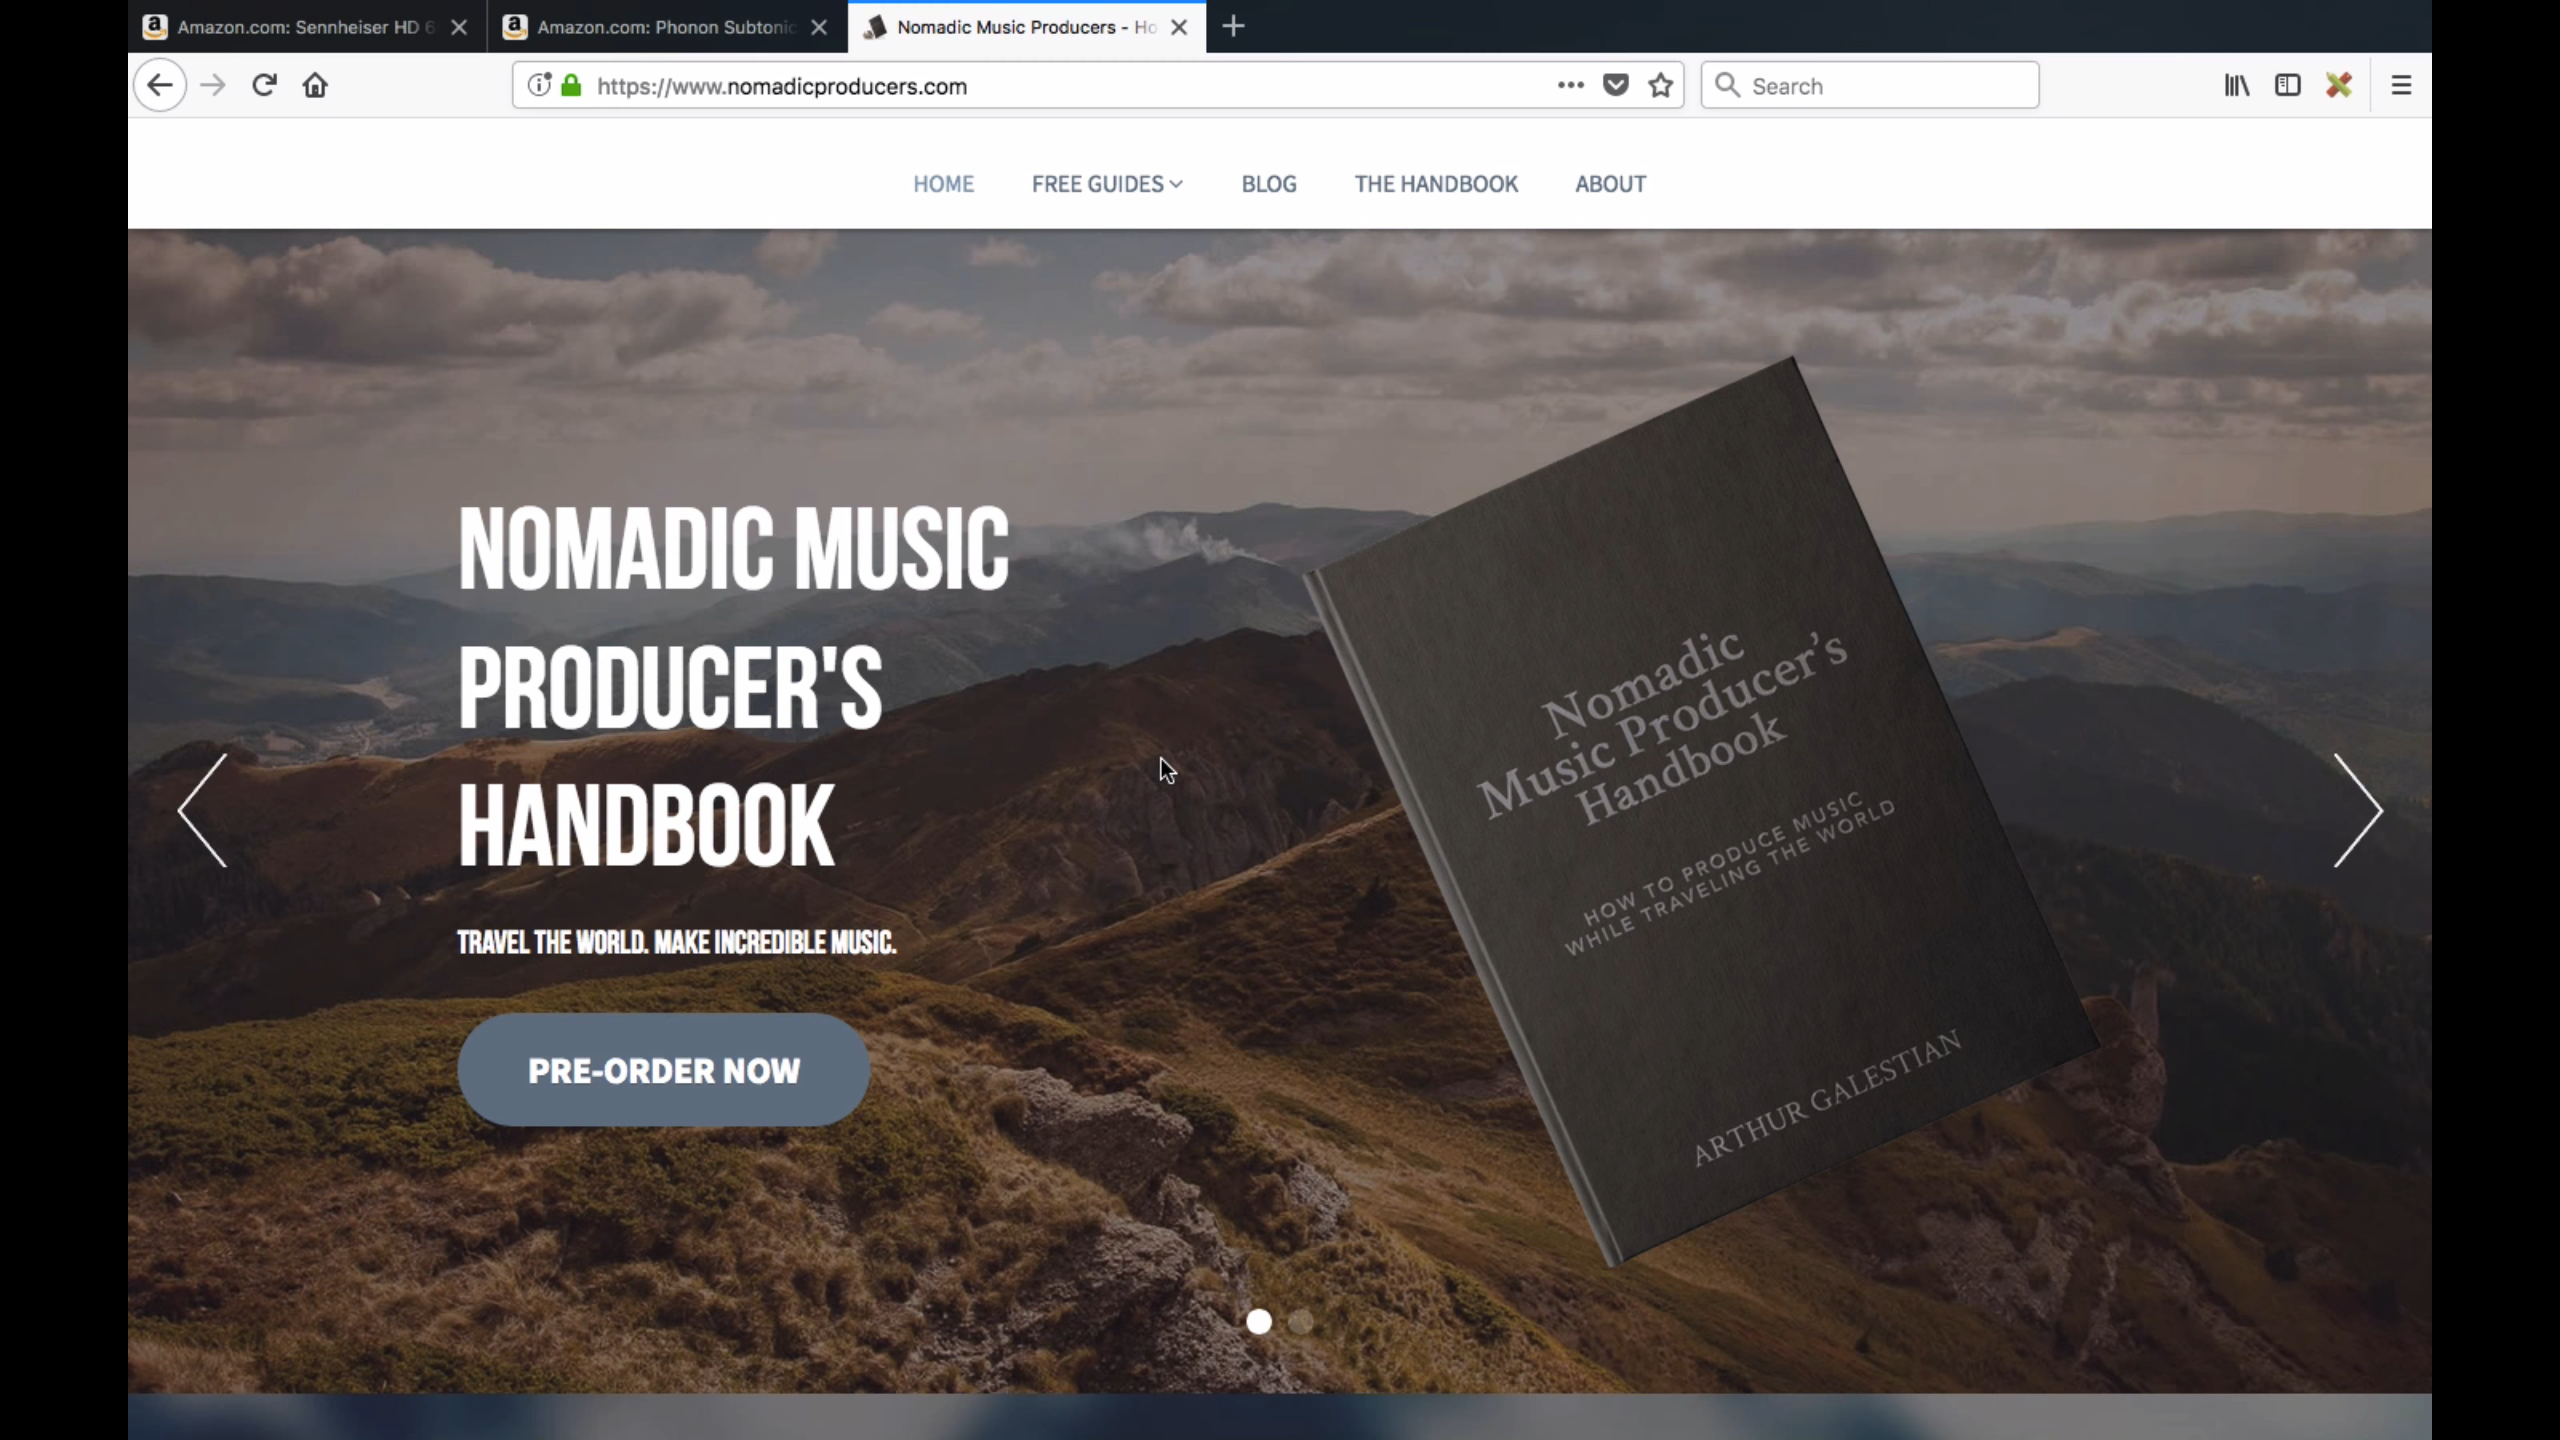 Amazon.com: Sennheiser HD 6
Amazon.com: Phonon Subtonic
Nomadic Music Producers - Ho
https://www.nomadicproducers.com
Search
HOME
FREE GUIDES
BLOG
THE HANDBOOK
ABOUT
NOMADIC MUSIC
PRODUCER'S
HANDBOOK
TRAVEL THE WORLD. MAKE INCREDIBLE MUSIC.
PRE-ORDER NOW
Nomadic
Music Producer's
Handbook
HOW TO PRODUCE MUSIC
WHILE TRAVELING THE WORLD
ARTHUR GALESTIAN